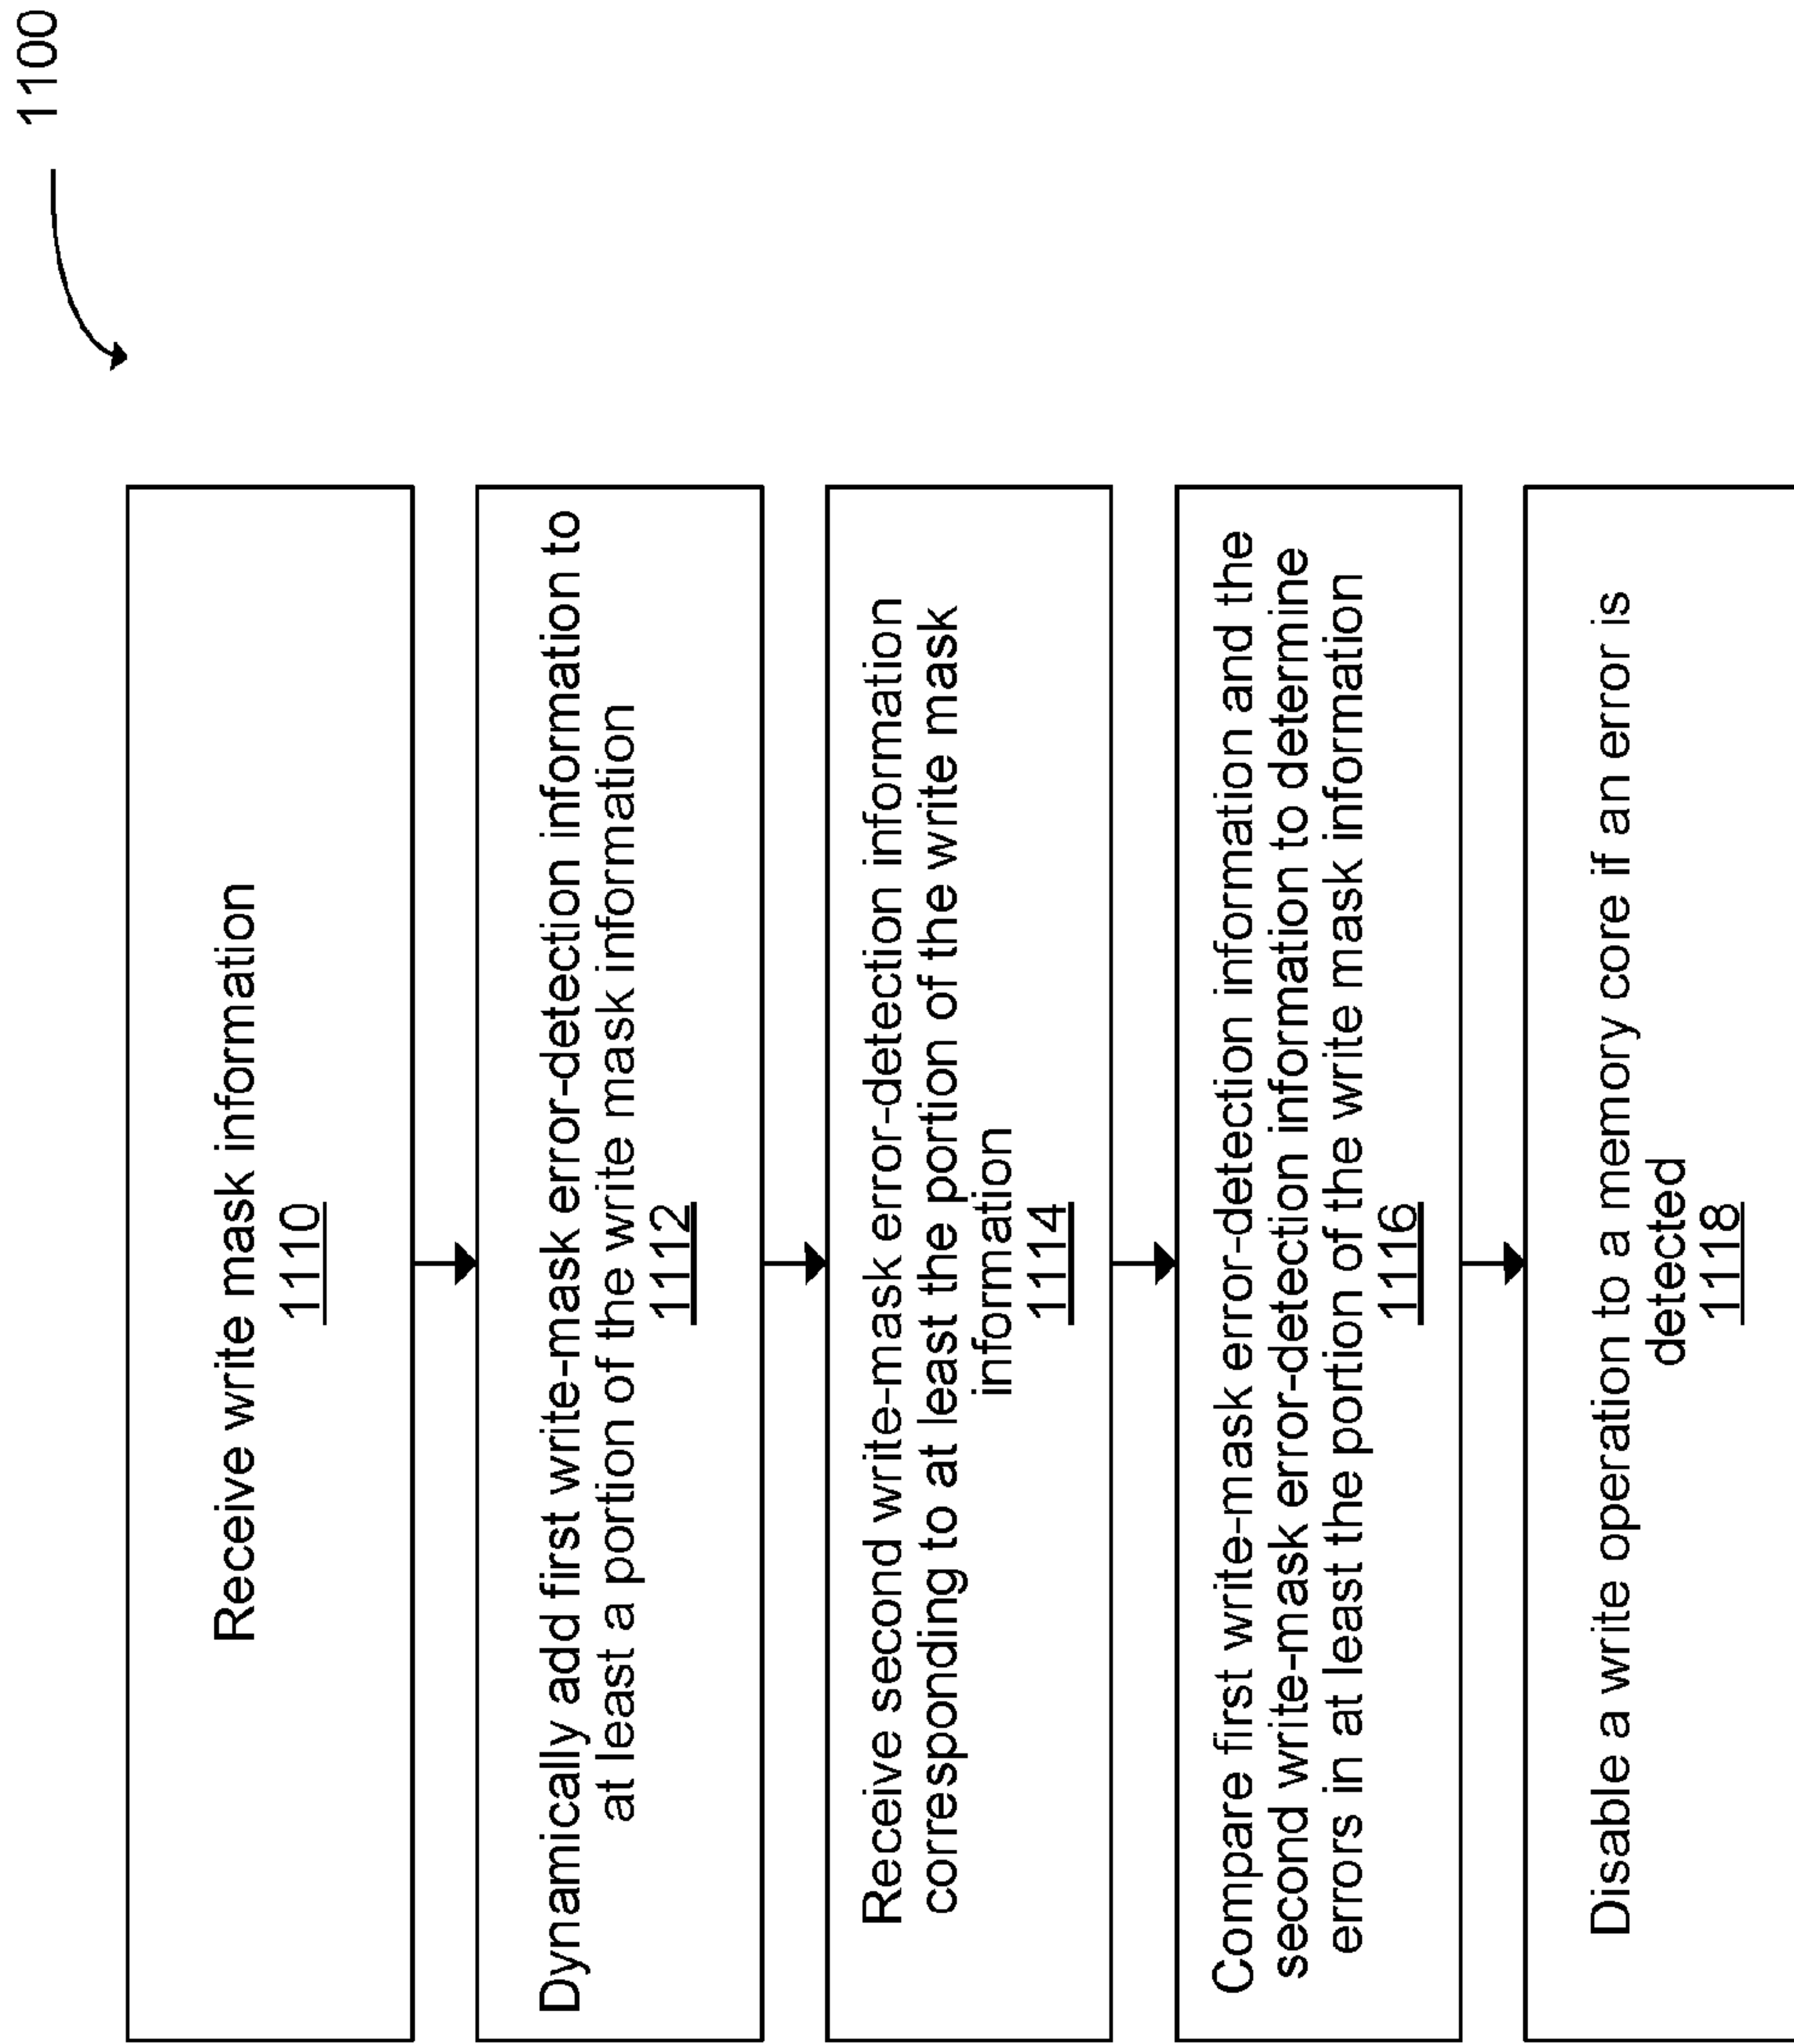 1100
Receive write mask information
1110
Dynamically add first write-mask error-detection information to
at least a portion of the write mask information
1112
Receive second write-mask error-detection information
corresponding to at least the portion of the write mask
information
1114
Compare first write-mask error-detection information and the
second write-mask error-detection information to determine
errors in at least the portion of the write mask information
1116
Disable a write operation to a memory core if an error is
detected
1118